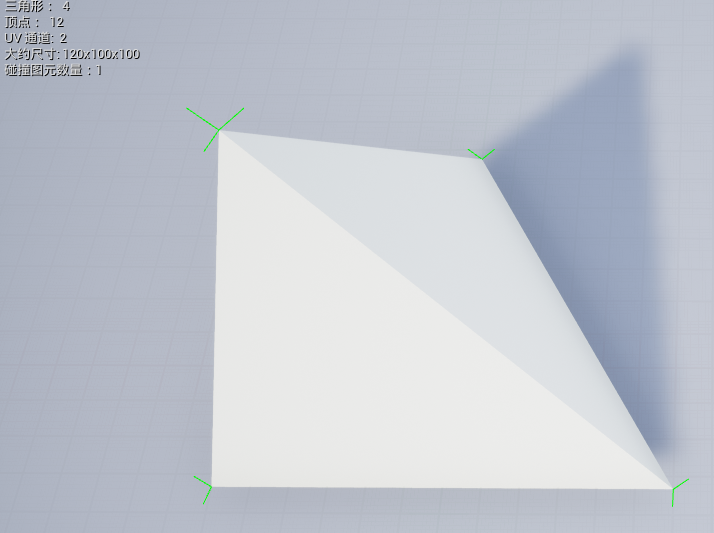 三角形： 4
顶点： 12
UV 通道: 2
大约尺寸: 120x100x100
碰撞图元数量：1